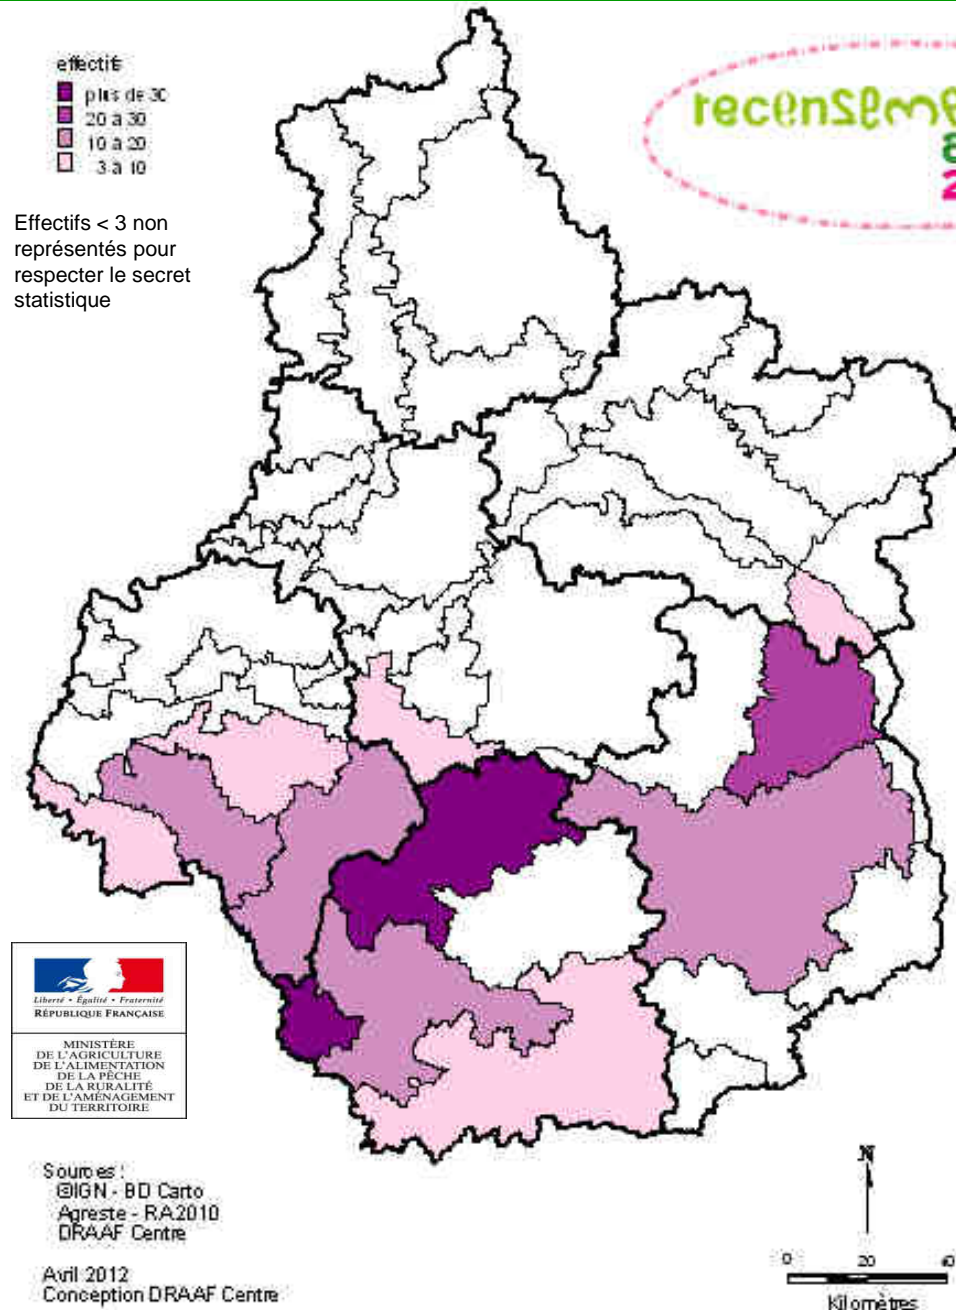 effectifs
plus de 30
20 à 30
10 à 20
3 à 10
Effectifs < 3 non
représentés pour
respecter le secret
statistique
Liberté • Égalité • Fraternité
RÉPUBLIQUE FRANÇAISE
MINISTÈRE
DE L'AGRICULTURE
DE L'ALIMENTATION
DE LA PÊCHE
DE LA RURALITÉ
ET DE L'AMÉNAGEMENT
DU TERRITOIRE
Sources :
©IGN - BD Carto
Agreste - RA2010
DRAAF Centre
Avril 2012
Conception DRAAF Centre
N
0 20 40
Kilomètres